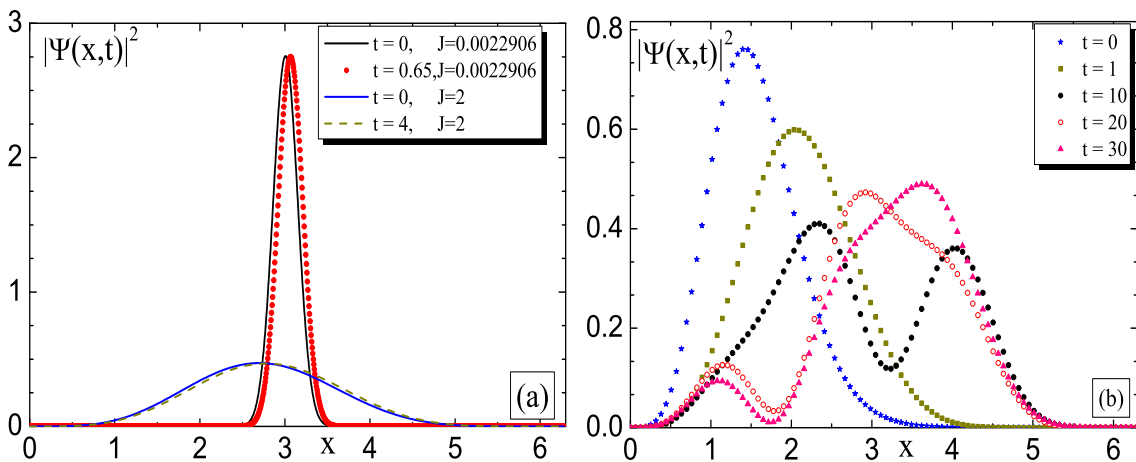 |Ψ(x,t)|²
t = 0, J=0.0022906
t = 0.65, J=0.0022906
t = 0, J=2
t = 4, J=2
3
2
1
0
(a)
0 1 2 3 x 4 5 6
|Ψ(x,t)|²
t = 0
t = 1
t = 10
t = 20
t = 30
0.8
0.6
0.4
0.2
0.0
(b)
0 1 2 3 x 4 5 6